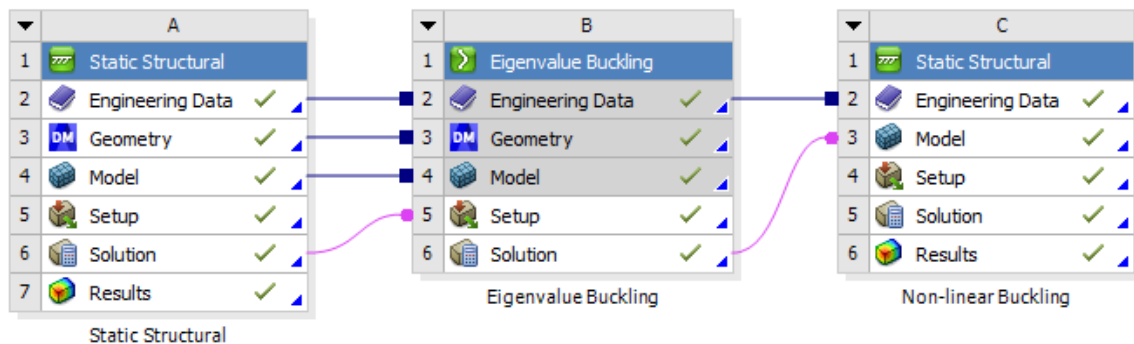 A
1 Static Structural
2 Engineering Data
3 DM Geometry
4 Model
5 Setup
6 Solution
7 Results
Static Structural
B
1 Eigenvalue Buckling
2 Engineering Data
3 DM Geometry
4 Model
5 Setup
6 Solution
Eigenvalue Buckling
C
1 Static Structural
2 Engineering Data
3 Model
4 Setup
5 Solution
6 Results
Non-linear Buckling